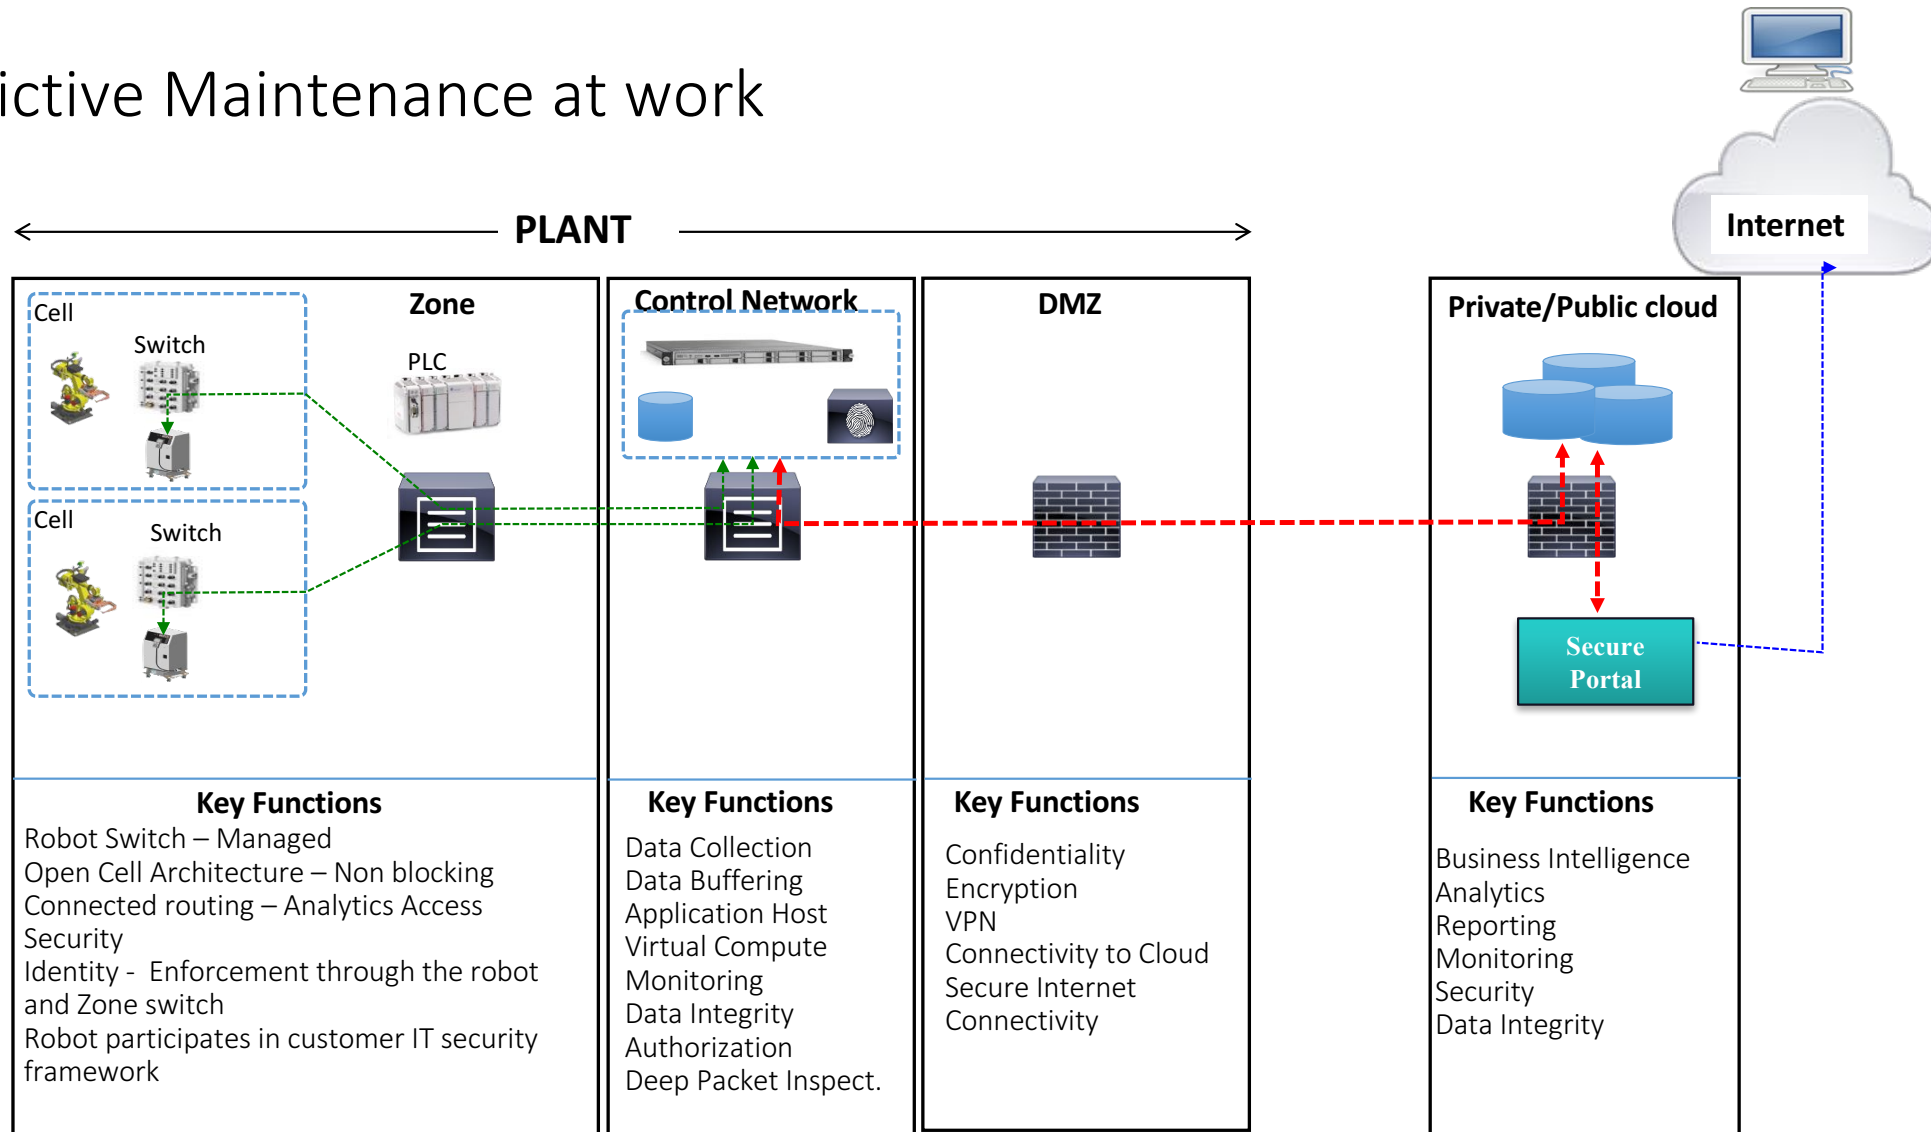 ictive Maintenance at work
PLANT
Internet
Cell
Switch
Zone
PLC
Cell
Switch
Control Network
DMZ
Private/Public cloud
Secure
Portal
Key Functions
Robot Switch – Managed
Open Cell Architecture – Non blocking
Connected routing – Analytics Access
Security
Identity -  Enforcement through the robot
and Zone switch
Robot participates in customer IT security
framework
Key Functions
Data Collection
Data Buffering
Application Host
Virtual Compute
Monitoring
Data Integrity
Authorization
Deep Packet Inspect.
Key Functions
Confidentiality
Encryption
VPN
Connectivity to Cloud
Secure Internet
Connectivity
Key Functions
Business Intelligence
Analytics
Reporting
Monitoring
Security
Data Integrity